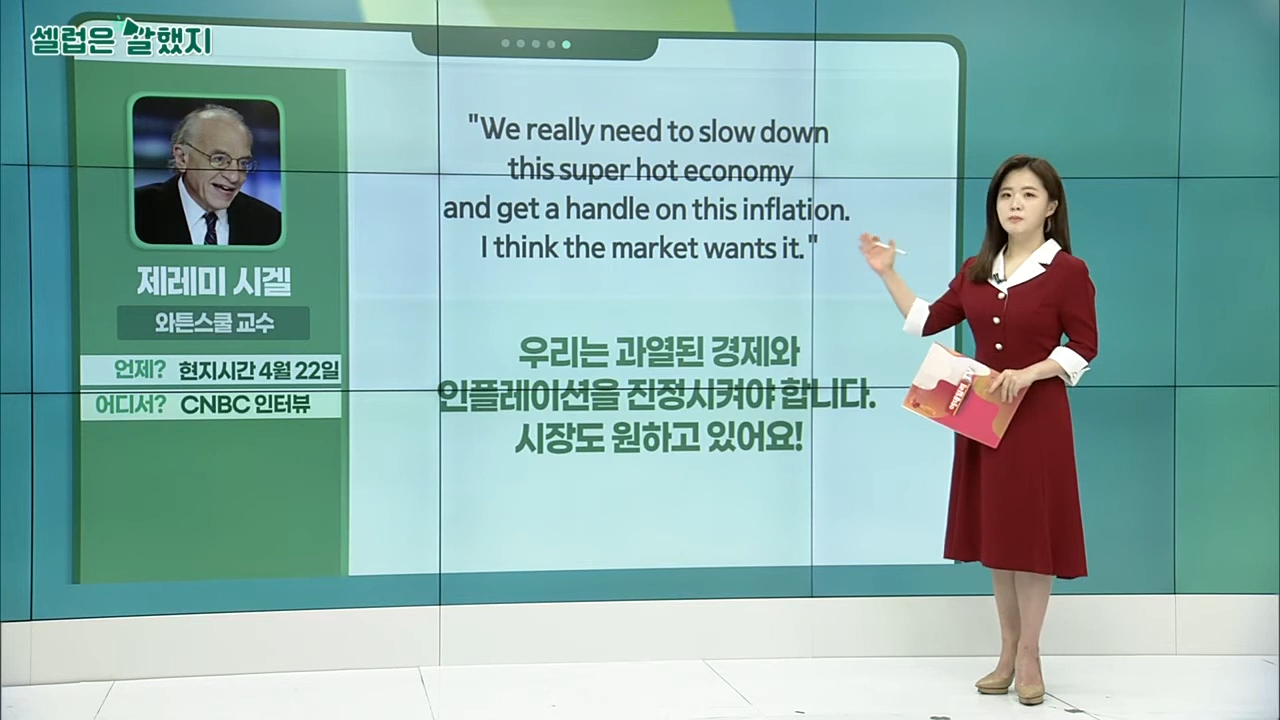 셀럽은 말했지
"We really need to slow down
this super hot economy
and get a handle on this inflation.
I think the market wants it."
제레미 시겔
와튼스쿨 교수
언제? 현지시간 4월 22일
어디서? CNBC 인터뷰
우리는 과열된 경제와
인플레이션을 진정시켜야 합니다.
시장도 원하고 있어요!